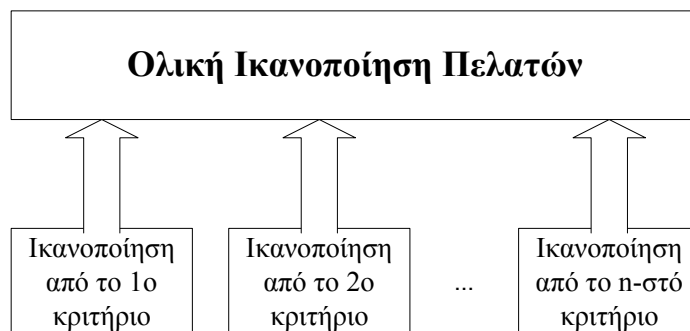 Ολική Ικανοποίηση Πελατών
Ικανοποίηση
από το 1ο
κριτήριο
Ικανοποίηση
από το 2ο
κριτήριο
...
Ικανοποίηση
από το n-στό
κριτήριο